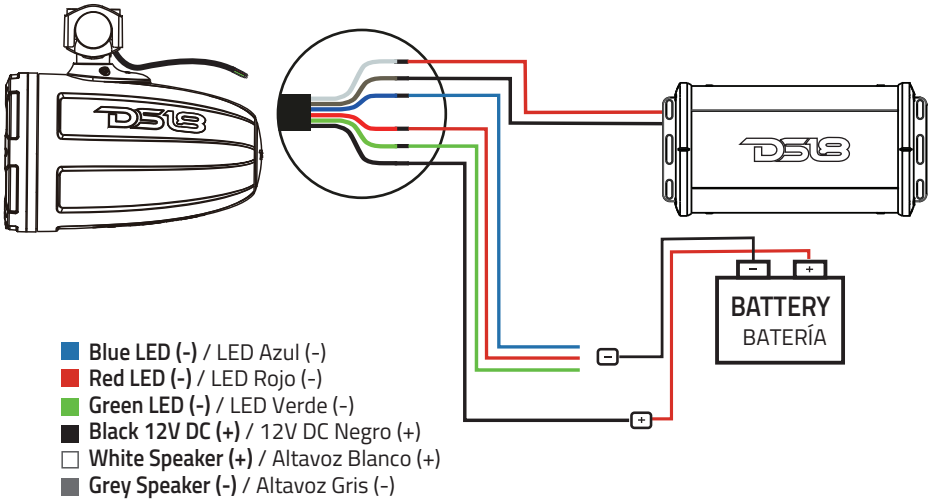 DS18
DS18
BATTERY
BATERÍA
Blue LED (-) / LED Azul (-)
Red LED (-) / LED Rojo (-)
Green LED (-) / LED Verde (-)
Black 12V DC (+) / 12V DC Negro (+)
White Speaker (+) / Altavoz Blanco (+)
Grey Speaker (-) / Altavoz Gris (-)